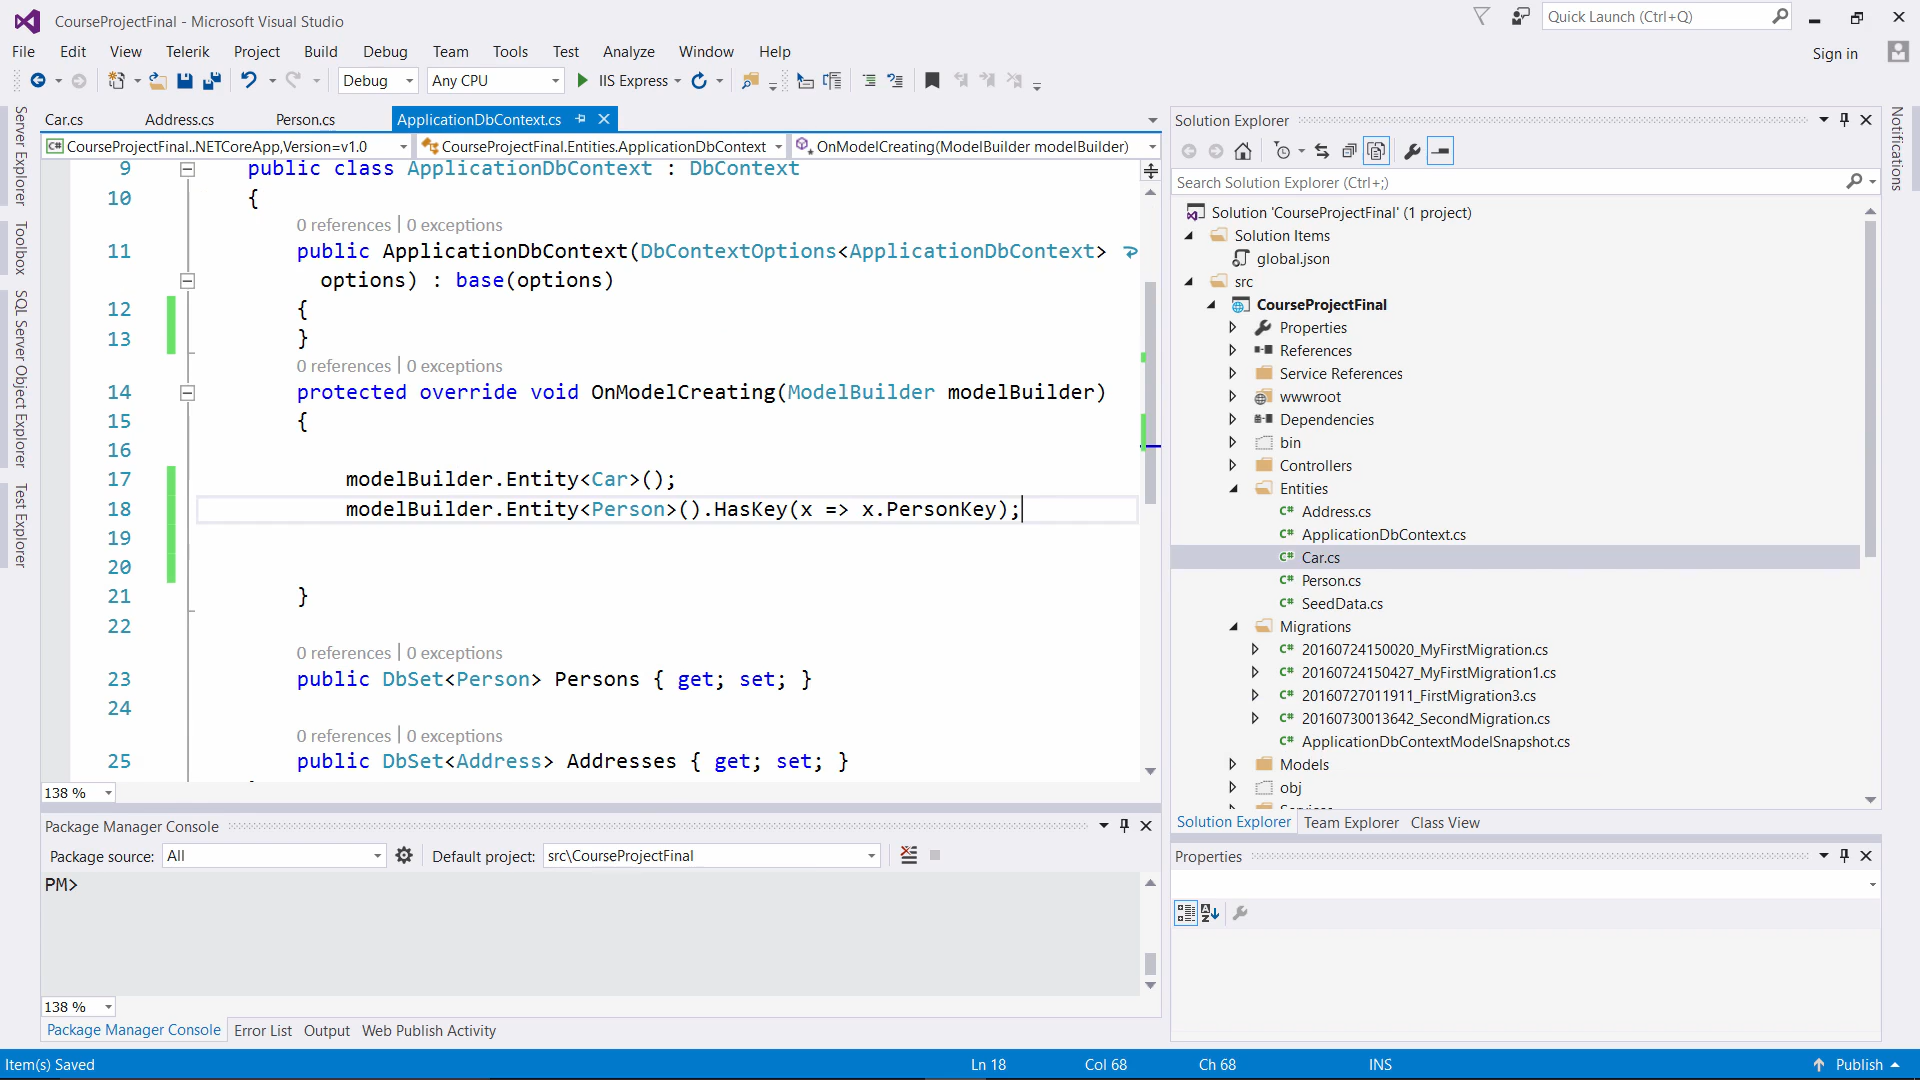 CourseProjectFinal - Microsoft Visual Studio
Quick Launch (Ctrl+Q)
File Edit View Telerik Project Build Debug Team Tools Test Analyze Window Help
Sign in
Debug Any CPU IIS Express
Server Explorer
Toolbox
SQL Server Object Explorer
Test Explorer
Car.cs Address.cs Person.cs ApplicationDbContext.cs
CourseProjectFinal..NETCoreApp,Version=v1.0 CourseProjectFinal.Entities.ApplicationDbContext OnModelCreating(ModelBuilder modelBuilder)
9 public class ApplicationDbContext : DbContext
10 {
0 references | 0 exceptions
11 public ApplicationDbContext(DbContextOptions<ApplicationDbContext>
options) : base(options)
12 {
13 }
0 references | 0 exceptions
14 protected override void OnModelCreating(ModelBuilder modelBuilder)
15 {
16
17 modelBuilder.Entity<Car>();
18 modelBuilder.Entity<Person>().HasKey(x => x.PersonKey);
19
20
21 }
22
0 references | 0 exceptions
23 public DbSet<Person> Persons { get; set; }
24
0 references | 0 exceptions
25 public DbSet<Address> Addresses { get; set; }
138 %
Package Manager Console
Package source: All Default project: src\CourseProjectFinal
PM>
138 %
Package Manager Console Error List Output Web Publish Activity
Solution Explorer
Search Solution Explorer (Ctrl+;)
Solution 'CourseProjectFinal' (1 project)
Solution Items
global.json
src
CourseProjectFinal
Properties
References
Service References
wwwroot
Dependencies
bin
Controllers
Entities
C# Address.cs
C# ApplicationDbContext.cs
C# Car.cs
C# Person.cs
C# SeedData.cs
Migrations
C# 20160724150020_MyFirstMigration.cs
C# 20160724150427_MyFirstMigration1.cs
C# 20160727011911_FirstMigration3.cs
C# 20160730013642_SecondMigration.cs
C# ApplicationDbContextModelSnapshot.cs
Models
obj
Services
Solution Explorer Team Explorer Class View
Properties
Notifications
Item(s) Saved Ln 18 Col 68 Ch 68 INS Publish